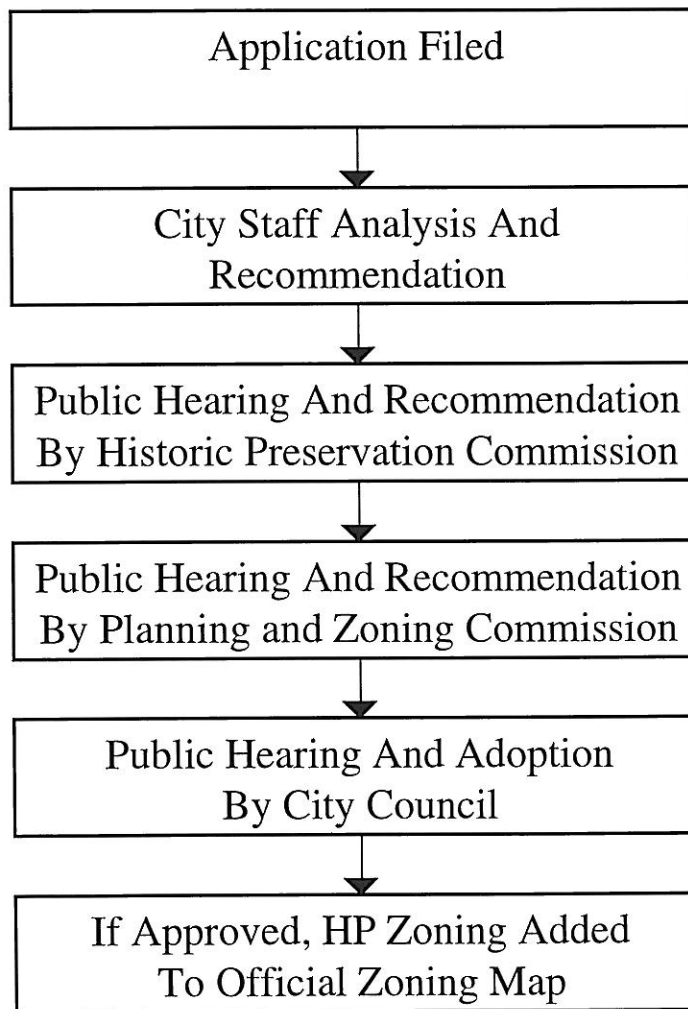 Application Filed
City Staff Analysis And
Recommendation
Public Hearing And Recommendation
By Historic Preservation Commission
Public Hearing And Recommendation
By Planning and Zoning Commission
Public Hearing And Adoption
By City Council
If Approved, HP Zoning Added
To Official Zoning Map